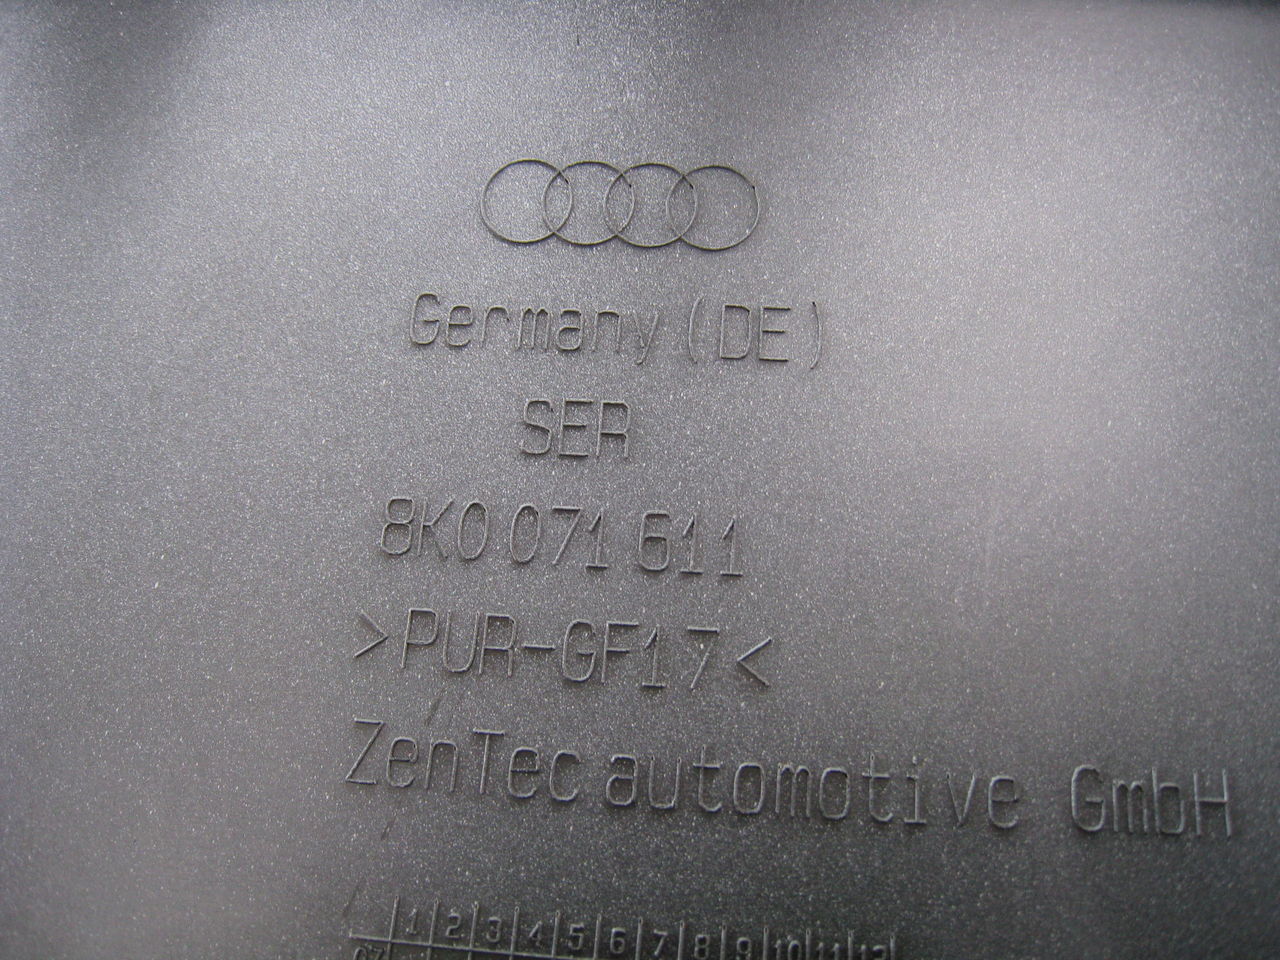 Germany (DE)
SER
8K0 071 611
>PUR-GF17<
ZenTec automotive GmbH
1 2 3 4 5 6 7 8 9 10 11 12
07